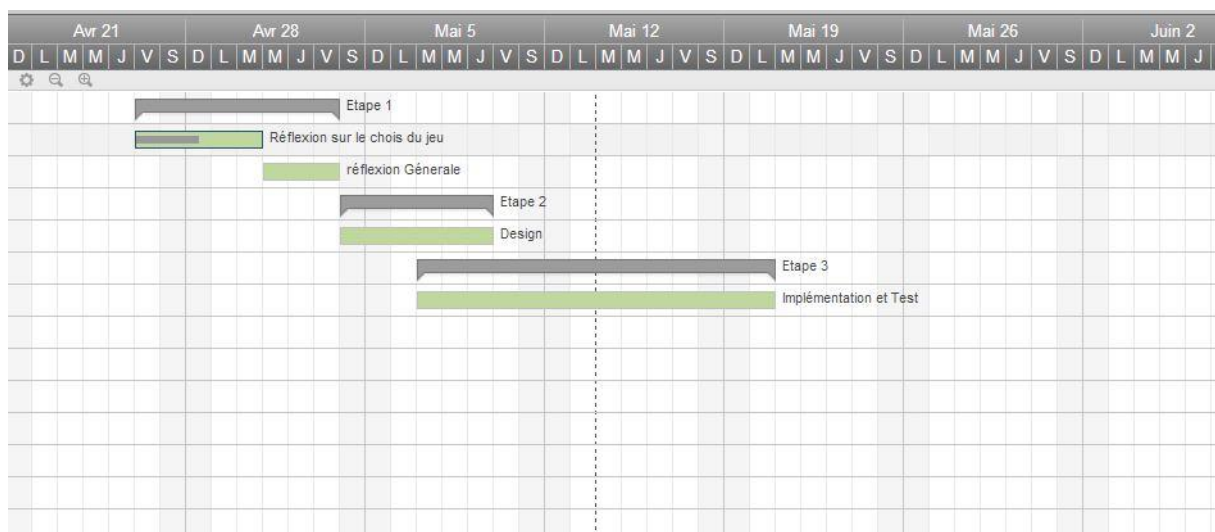 Avr 21 Avr 28 Mai 5 Mai 12 Mai 19 Mai 26 Juin 2
D L M M J V S D L M M J V S D L M M J V S D L M M J V S D L M M J V S D L M M J V S D L M M J
Etape 1
Réflexion sur le chois du jeu
réflexion Génerale
Etape 2
Design
Etape 3
Implémentation et Test